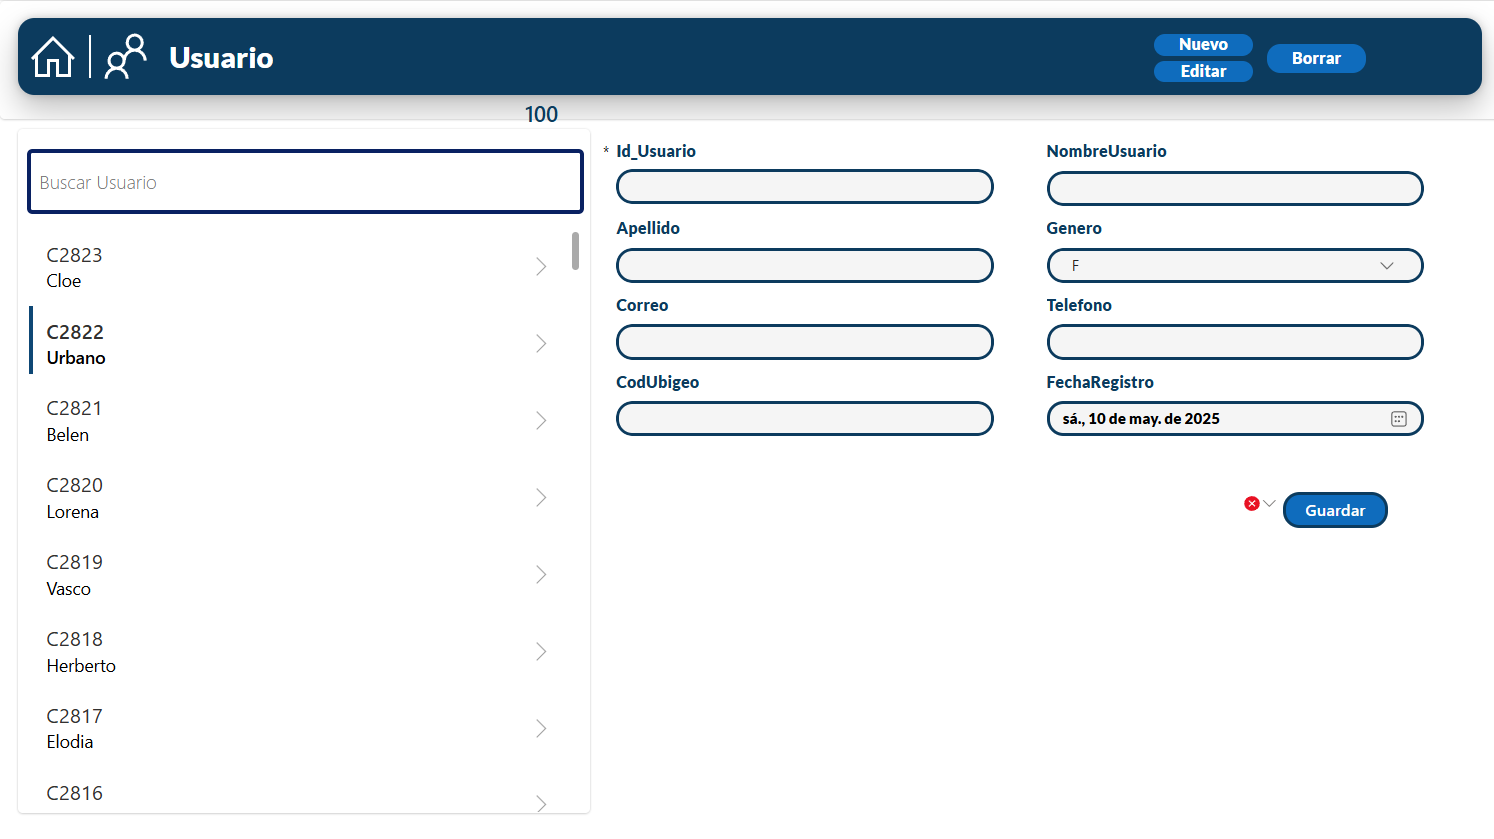 Usuario
Nuevo
Editar
Borrar
100
Buscar Usuario
C2823
Cloe
C2822
Urbano
C2821
Belen
C2820
Lorena
C2819
Vasco
C2818
Herberto
C2817
Elodia
C2816
* Id_Usuario
NombreUsuario
Apellido
Genero
F
Correo
Telefono
CodUbigeo
FechaRegistro
sá., 10 de may. de 2025
Guardar